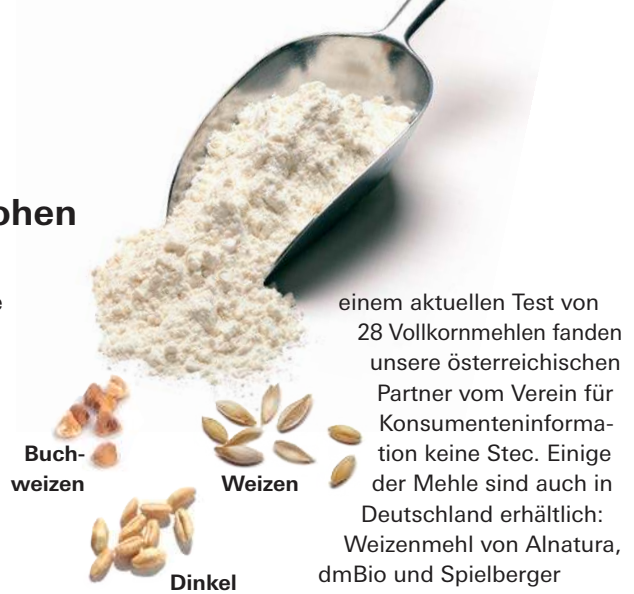 einem aktuellen Test von
28 Vollkornmehlen fanden
unsere österreichischen
Partner vom Verein für
Konsumenteninforma-
tion keine Stec. Einige
der Mehle sind auch in
Deutschland erhältlich:
Weizenmehl von Alnatura,
dmBio und Spielberger
Buch-
weizen
Weizen
Dinkel